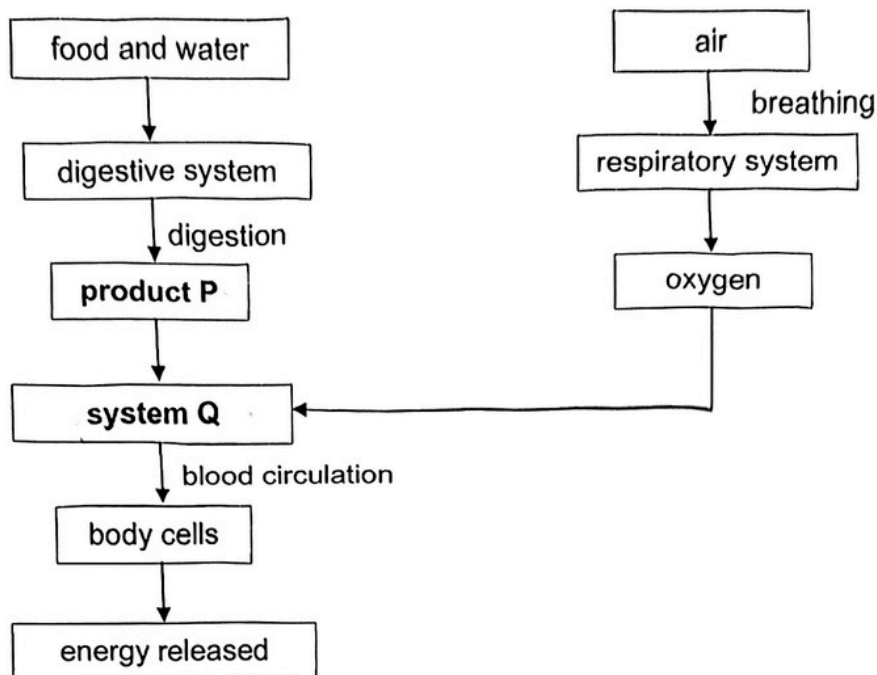 food and water
air
breathing
digestive system
respiratory system
digestion
product P
oxygen
system Q
blood circulation
body cells
energy released